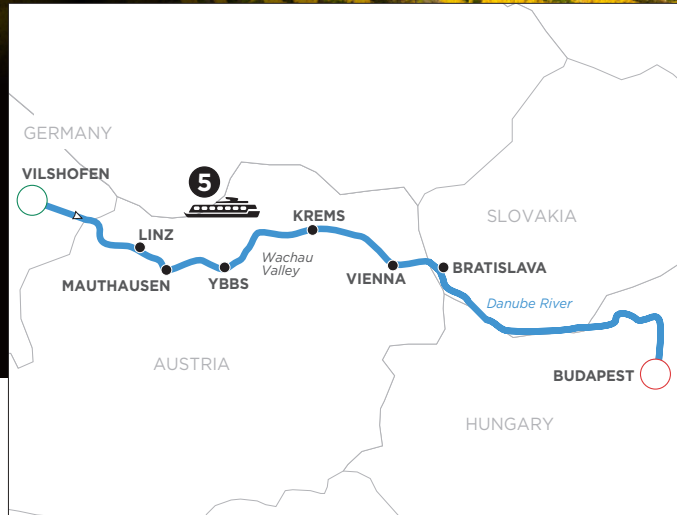 GERMANY
VILSHOFEN
5
LINZ
MAUTHAUSEN
YBBS
KREMS
Wachau
Valley
VIENNA
SLOVAKIA
BRATISLAVA
Danube River
AUSTRIA
BUDAPEST
HUNGARY